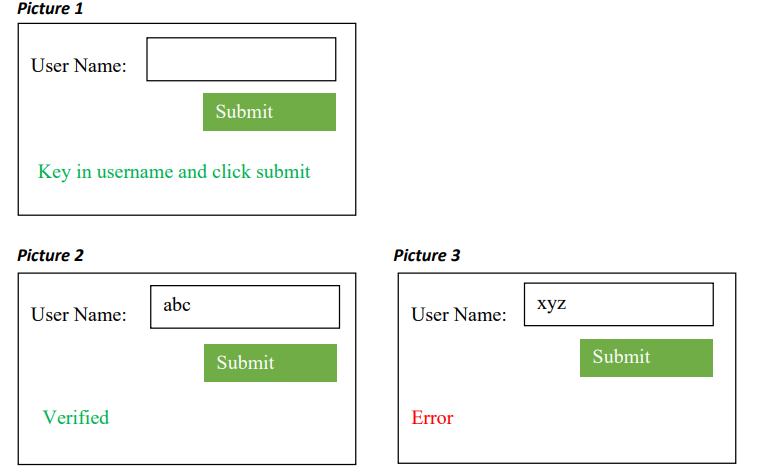 Picture 1
User Name:
Submit
Key in username and click submit
Picture 2
User Name:
abc
Submit
Verified
Picture 3
User Name:
xyz
Submit
Error